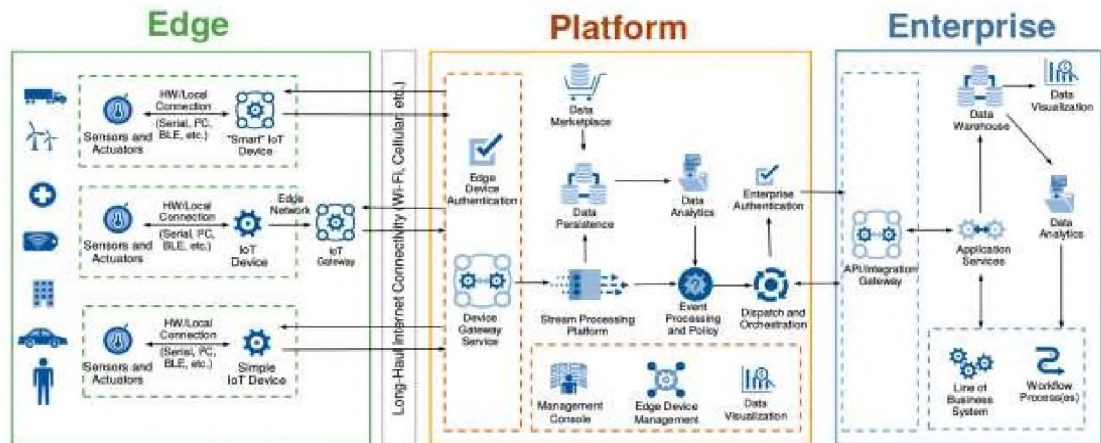 Edge
Platform
Enterprise
HW/Local
Connection
(Serial, I²C,
BLE, etc.)
Sensors and
Actuators
"Smart" IoT
Device
HW/Local
Connection
(Serial, I²C,
BLE, etc.)
Sensors and
Actuators
IoT
Device
Edge
Network
IoT
Gateway
HW/Local
Connection
(Serial, I²C,
BLE, etc.)
Sensors and
Actuators
Simple
IoT Device
Long-Haul Internet Connectivity (Wi-Fi, Cellular, etc.)
Edge
Device
Authentication
Device
Gateway
Service
Data
Marketplace
Data
Persistence
Data
Analytics
Enterprise
Authentication
Stream Processing
Platform
Event
Processing
and Policy
Dispatch and
Orchestration
Management
Console
Edge Device
Management
Data
Visualization
API/Integration
Gateway
Data
Warehouse
Data
Visualization
Application
Services
Data
Analytics
Line of
Business
System
Workflow
Process(es)